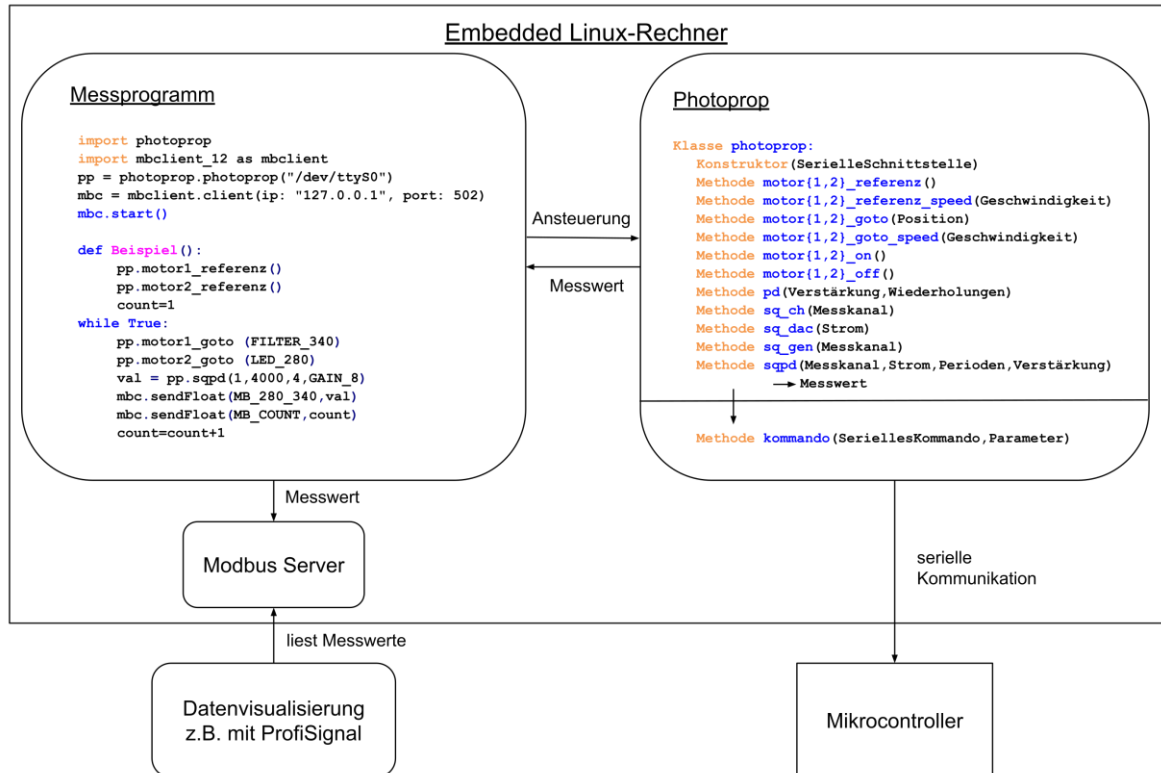 Embedded Linux-Rechner
Messprogramm
import photoprop
import mbclient_12 as mbclient
pp = photoprop.photoprop("/dev/ttyS0")
mbc = mbclient.client(ip: "127.0.0.1", port: 502)
mbc.start()
def Beispiel():
pp.motor1_referenz()
pp.motor2_referenz()
count=1
while True:
pp.motor1_goto (FILTER_340)
pp.motor2_goto (LED_280)
val = pp.sqpd(1,4000,4,GAIN_8)
mbc.sendFloat(MB_280_340,val)
mbc.sendFloat(MB_COUNT,count)
count=count+1
Ansteuerung
Messwert
Photoprop
Klasse photoprop:
Konstruktor(SerielleSchnittstelle)
Methode motor{1,2}_referenz()
Methode motor{1,2}_referenz_speed(Geschwindigkeit)
Methode motor{1,2}_goto(Position)
Methode motor{1,2}_goto_speed(Geschwindigkeit)
Methode motor{1,2}_on()
Methode motor{1,2}_off()
Methode pd(Verstärkung,Wiederholungen)
Methode sq_ch(Messkanal)
Methode sq_dac(Strom)
Methode sq_gen(Messkanal)
Methode sqpd(Messkanal,Strom,Perioden,Verstärkung)
Messwert
Methode kommando(SeriellesKommando,Parameter)
Messwert
Modbus Server
serielle
Kommunikation
liest Messwerte
Datenvisualisierung
z.B. mit ProfiSignal
Mikrocontroller